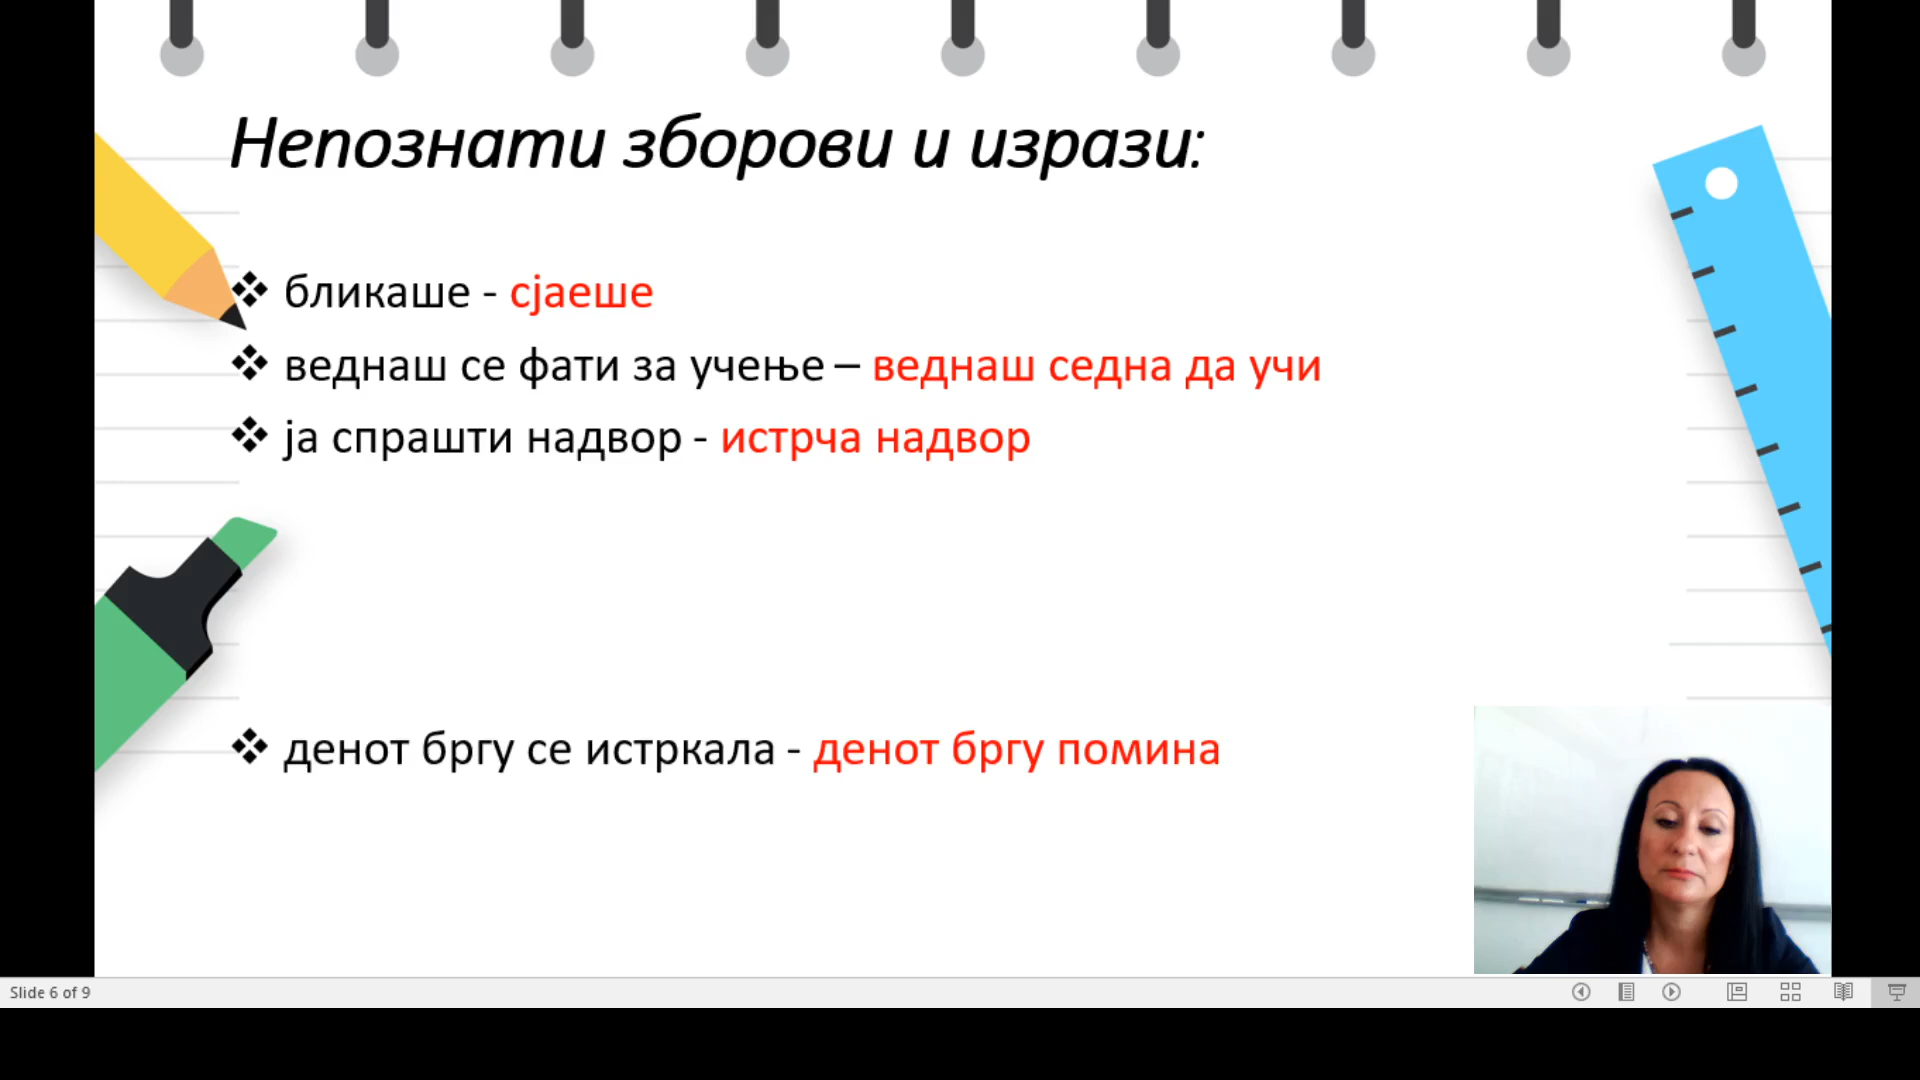 Непознати зборови и изрази:
❖ бликаше - сјаеше
❖ веднаш се фати за учење – веднаш седна да учи
❖ ја спрашти надвор - истрча надвор
❖ денот бргу се истркала - денот бргу помина
Slide 6 of 9